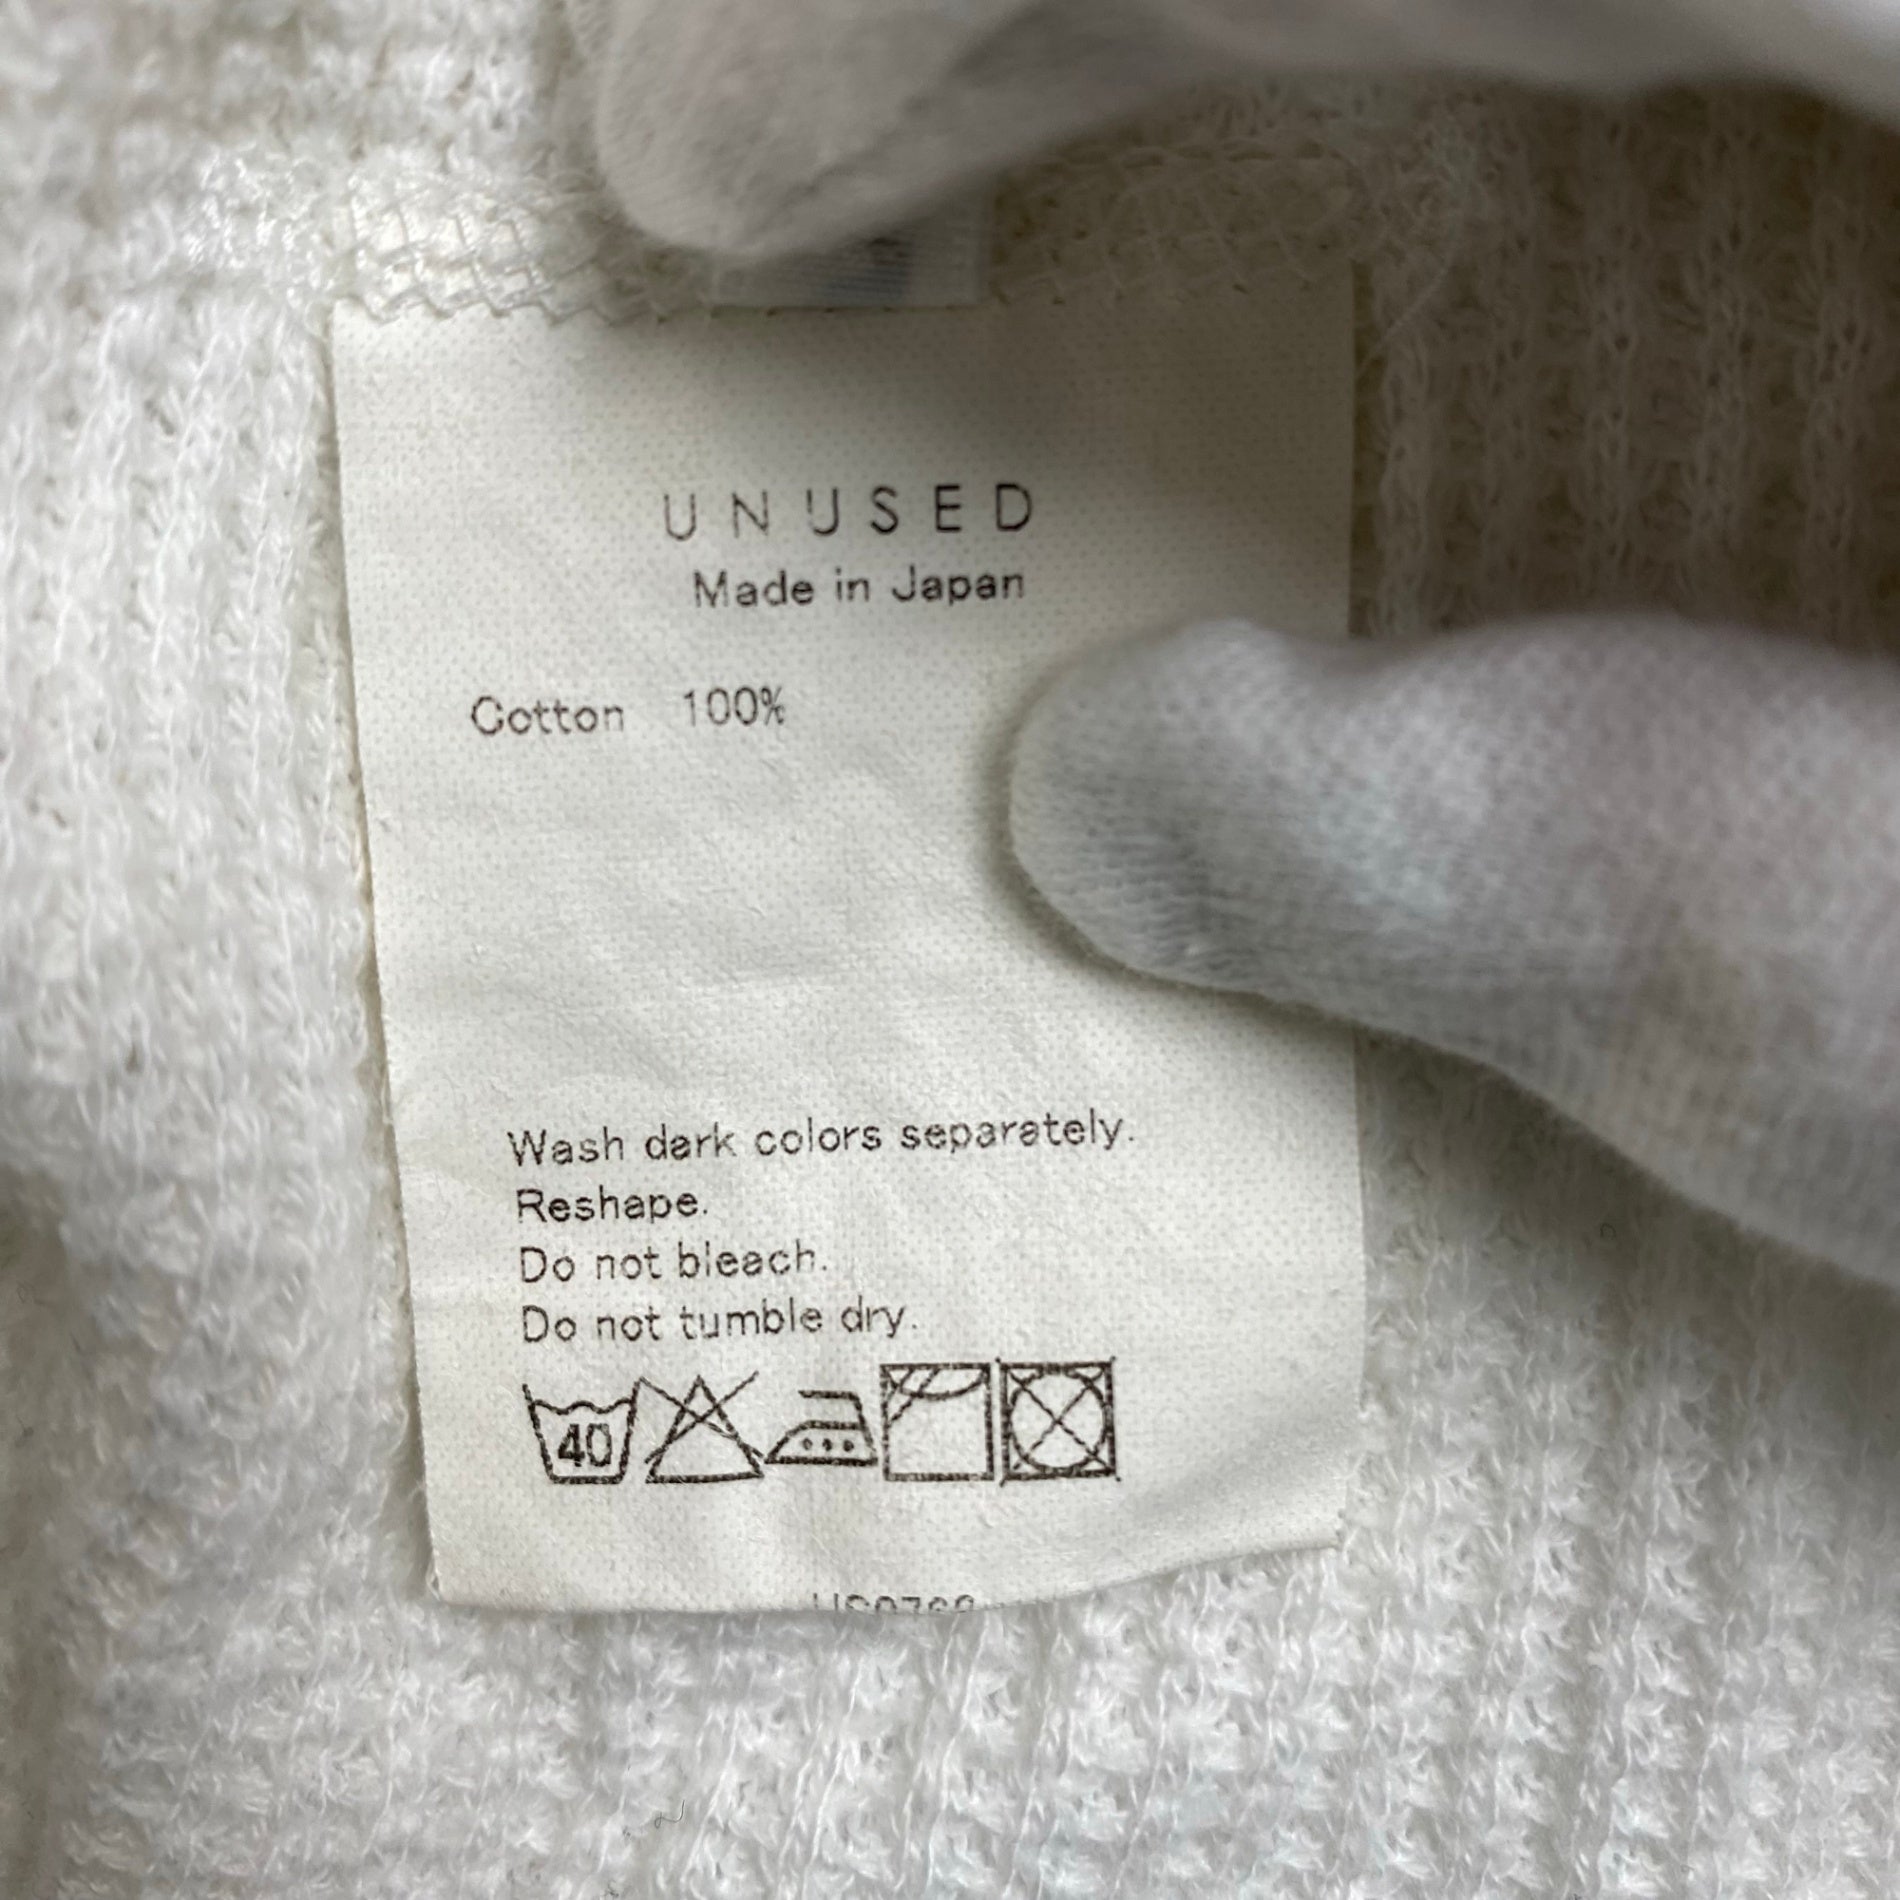 UNUSED
Made in Japan
Cotton 100%
Wash dark colors separately.
Reshape.
Do not bleach.
Do not tumble dry.
40